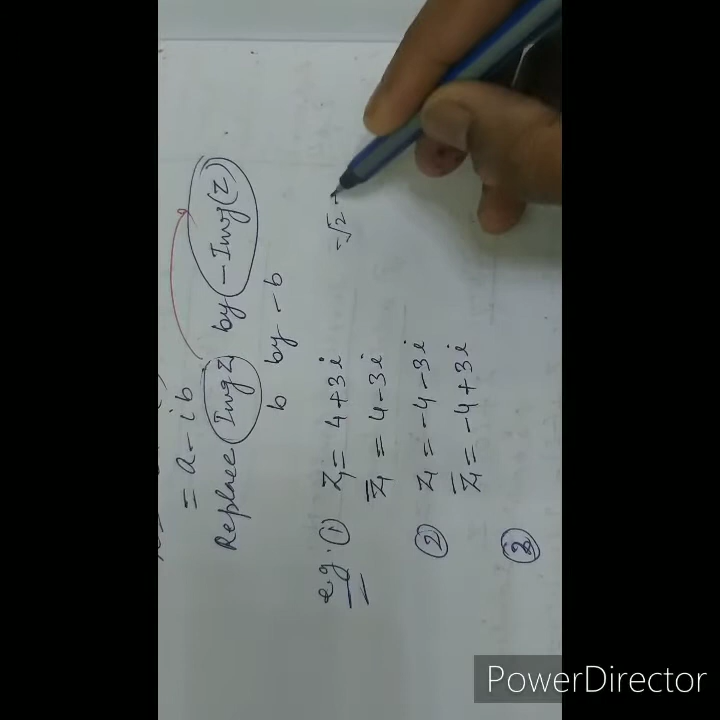 = a - ib
Replace Img z by - Img(z)
b by - b
e.g. (1) z₁ = 4+3i
z̅₁ = 4-3i
(2) z₁ = -4-3i
z̅₁ = -4+3i
(3)
-√2 -
PowerDirector